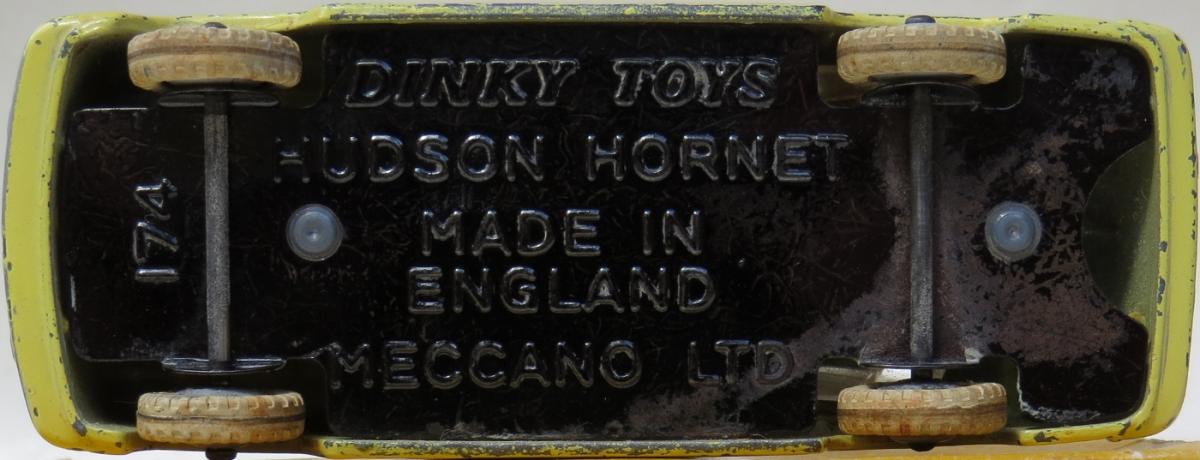 DINKY TOYS
HUDSON HORNET
MADE IN
ENGLAND
MECCANO LTD
174